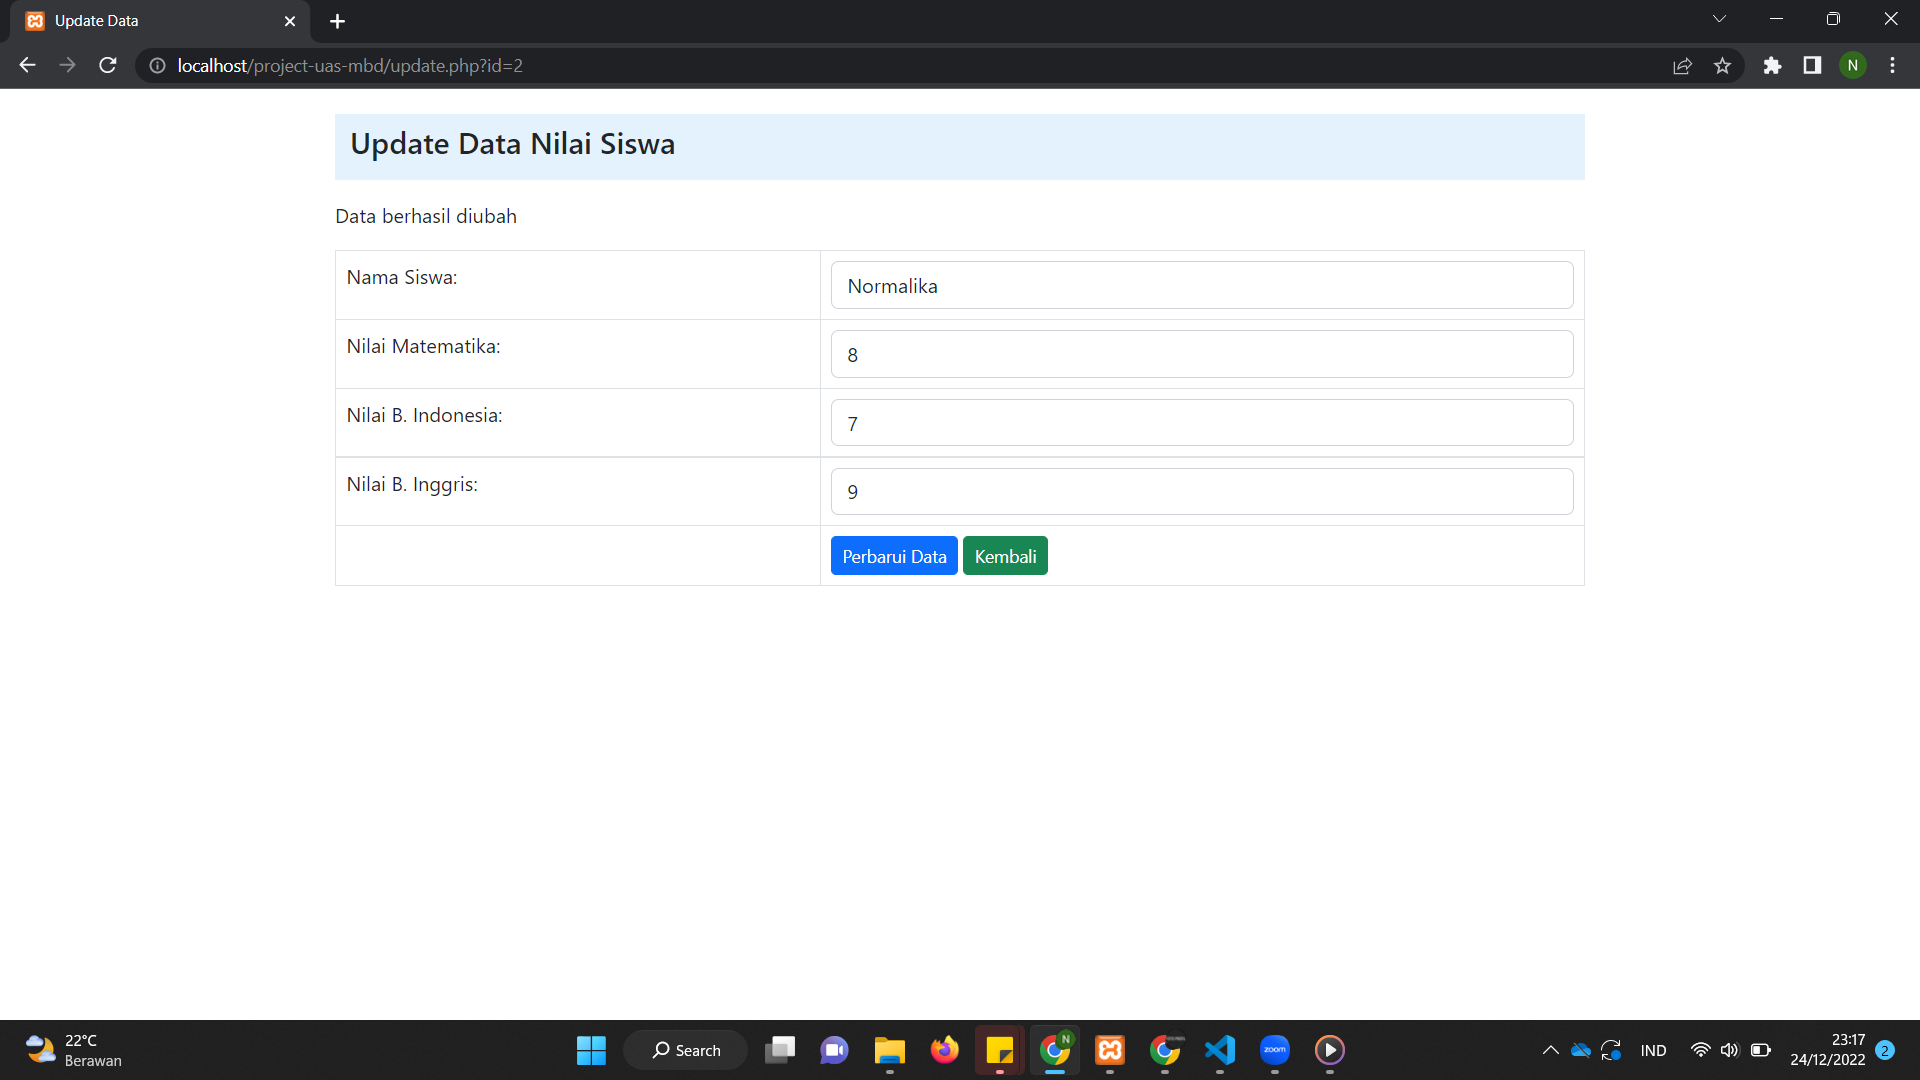 Update Data
localhost/project-uas-mbd/update.php?id=2
N
Update Data Nilai Siswa
Data berhasil diubah
Nama Siswa:
Normalika
Nilai Matematika:
8
Nilai B. Indonesia:
7
Nilai B. Inggris:
9
Perbarui Data Kembali
22°C
Berawan
Search
N
zoom
IND
23:17
24/12/2022
2